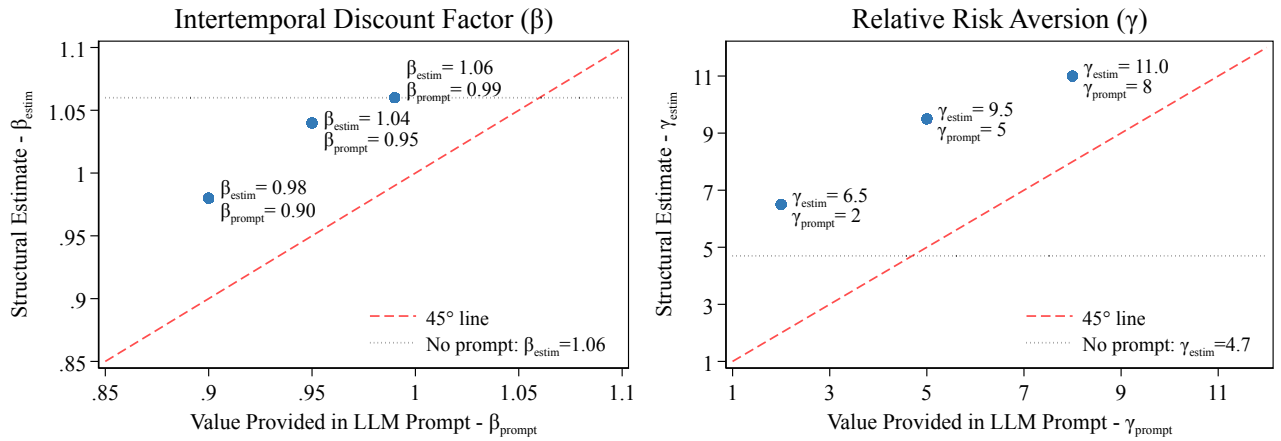 Intertemporal Discount Factor (β)
Structural Estimate - βestim
1.1
1.05
1
.95
.9
.85
βestim= 1.06
βprompt= 0.99
βestim= 1.04
βprompt= 0.95
βestim= 0.98
βprompt= 0.90
45° line
No prompt: βestim=1.06
.85
.9
.95
1
1.05
1.1
Value Provided in LLM Prompt - βprompt
Relative Risk Aversion (γ)
Structural Estimate - γestim
11
9
7
5
3
1
γestim= 11.0
γprompt= 8
γestim= 9.5
γprompt= 5
γestim= 6.5
γprompt= 2
45° line
No prompt: γestim=4.7
1
3
5
7
9
11
Value Provided in LLM Prompt - γprompt